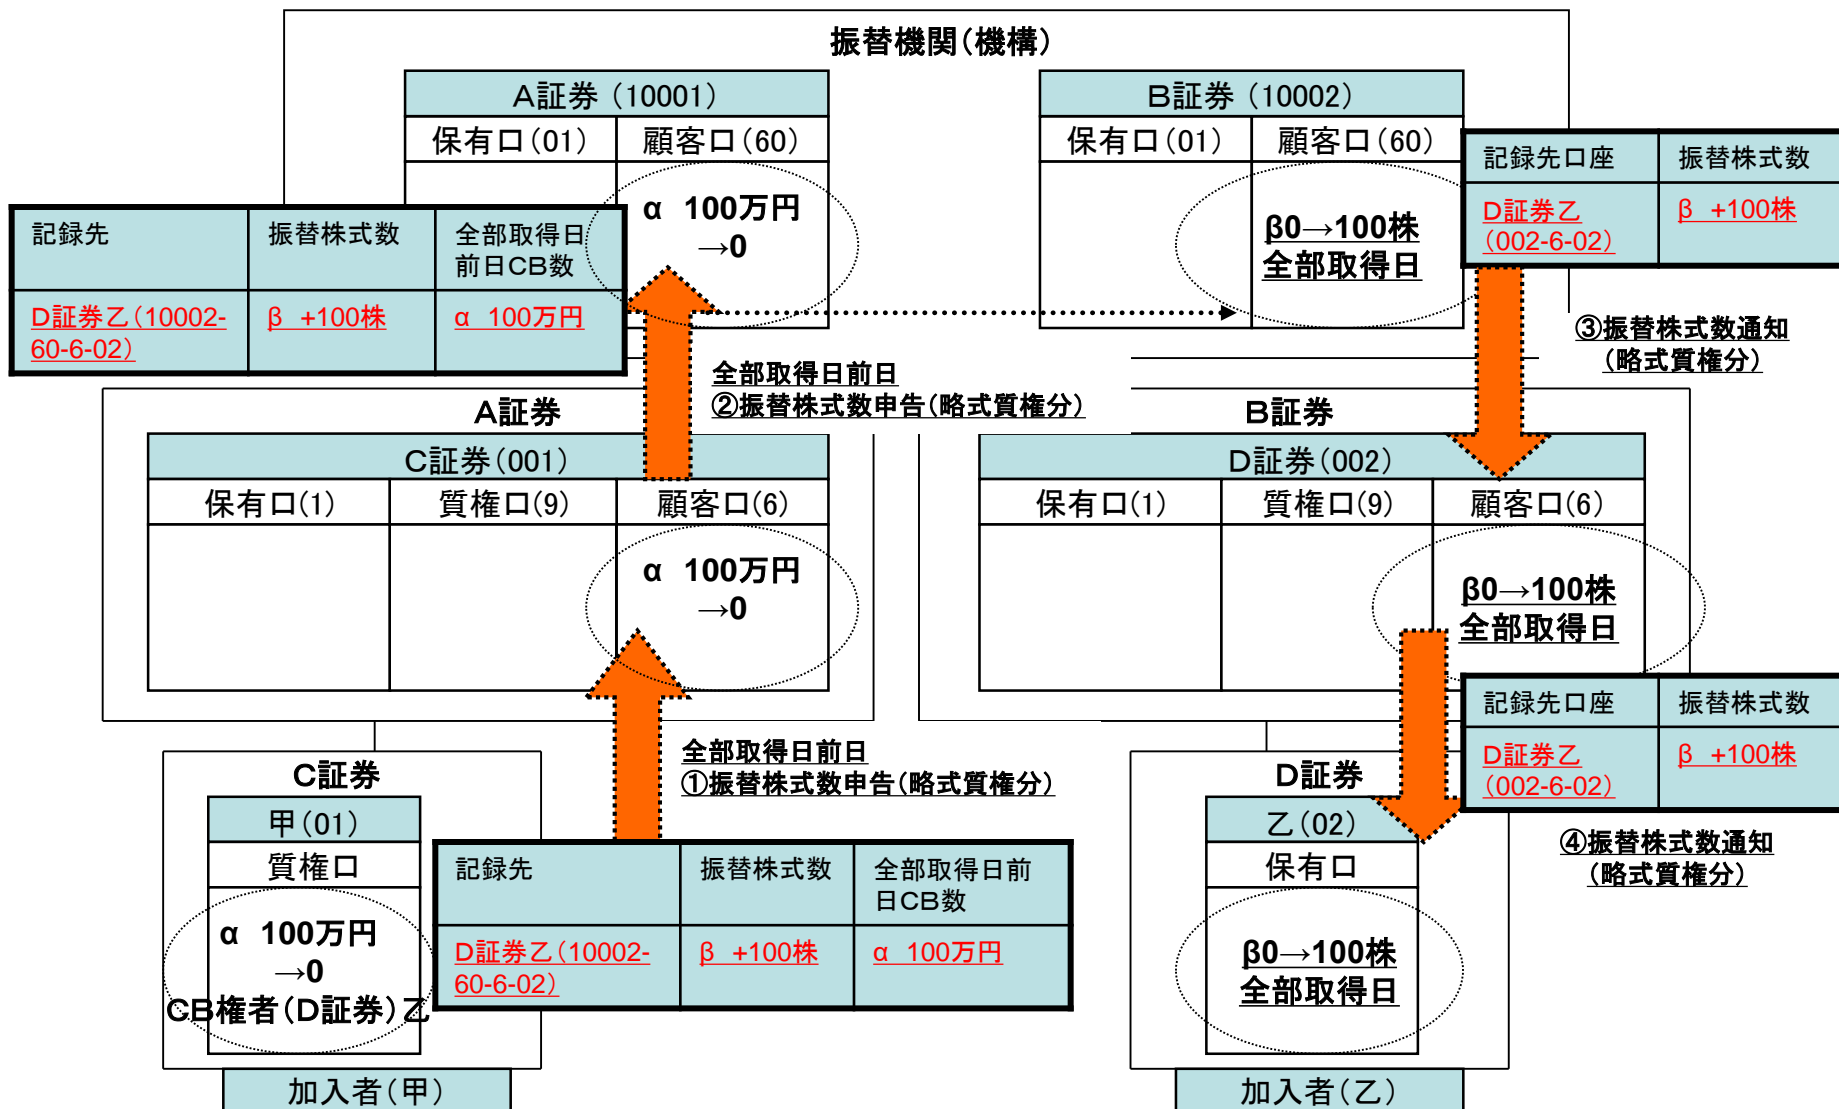 振替機関(機構)
A証券 (10001)
保有口(01)
顧客口(60)
α 100万円
→0
B証券 (10002)
保有口(01)
顧客口(60)
β0→100株
全部取得日
記録先口座
振替株式数
D証券乙
(002-6-02)
β +100株
記録先
振替株式数
全部取得日
前日CB数
D証券乙(10002-
60-6-02)
β +100株
α 100万円
③振替株式数通知
(略式質権分)
全部取得日前日
②振替株式数申告(略式質権分)
A証券
C証券(001)
保有口(1)
質権口(9)
顧客口(6)
α 100万円
→0
B証券
D証券(002)
保有口(1)
質権口(9)
顧客口(6)
β0→100株
全部取得日
記録先口座
振替株式数
D証券乙
(002-6-02)
β +100株
④振替株式数通知
(略式質権分)
全部取得日前日
①振替株式数申告(略式質権分)
C証券
甲(01)
質権口
α 100万円
→0
CB権者(D証券)乙
加入者(甲)
記録先
振替株式数
全部取得日前
日CB数
D証券乙(10002-
60-6-02)
β +100株
α 100万円
D証券
乙(02)
保有口
β0→100株
全部取得日
加入者(乙)